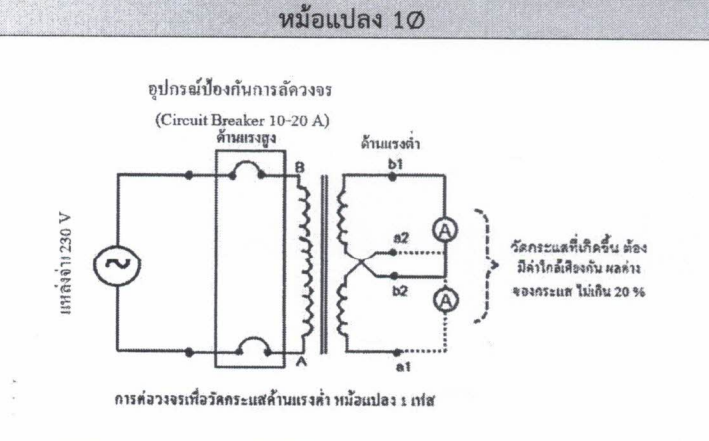 หม้อแปลง 1Ø
อุปกรณ์ป้องกันการลัดวงจร
(Circuit Breaker 10-20 A)
ด้านแรงสูง
ด้านแรงต่ำ
B
b1
a2
A
b2
A
A
a1
แหล่งจ่าย 230 V
วัดกระแสที่เกิดขึ้น ต้อง
มีค่าใกล้เคียงกัน ผลต่าง
ของกระแส ไม่เกิน 20 %
การต่อวงจรเพื่อวัดกระแสด้านแรงต่ำ หม้อแปลง 1 เฟส